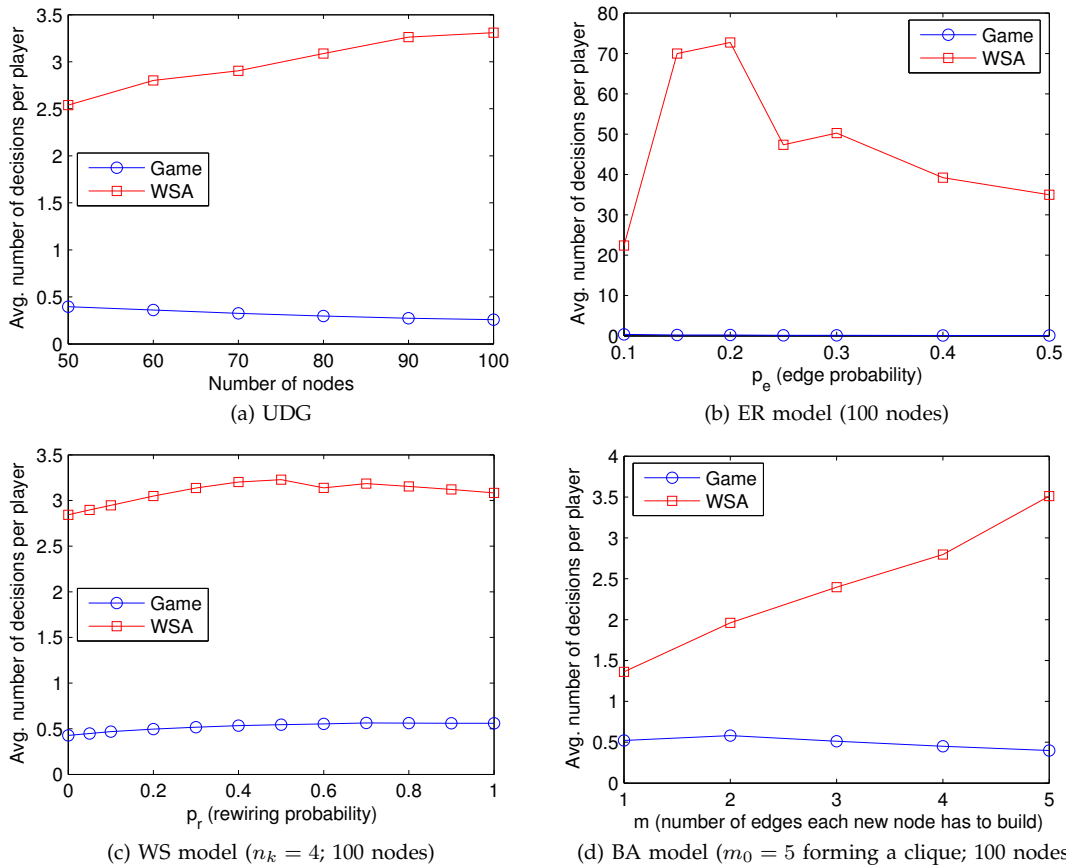 3.5
3
2.5
2
1.5
1
0.5
0
Avg. number of decisions per player
Game
WSA
50 60 70 80 90 100
Number of nodes
(a) UDG
80
70
60
50
40
30
20
10
0
Avg. number of decisions per player
Game
WSA
0.1 0.2 0.3 0.4 0.5
p_e (edge probability)
(b) ER model (100 nodes)
3.5
3
2.5
2
1.5
1
0.5
0
Avg. number of decisions per player
Game
WSA
0 0.2 0.4 0.6 0.8 1
p_r (rewiring probability)
(c) WS model (n_k = 4; 100 nodes)
4
3.5
3
2.5
2
1.5
1
0.5
0
Avg. number of decisions per player
Game
WSA
1 2 3 4 5
m (number of edges each new node has to build)
(d) BA model (m_0 = 5 forming a clique; 100 nodes